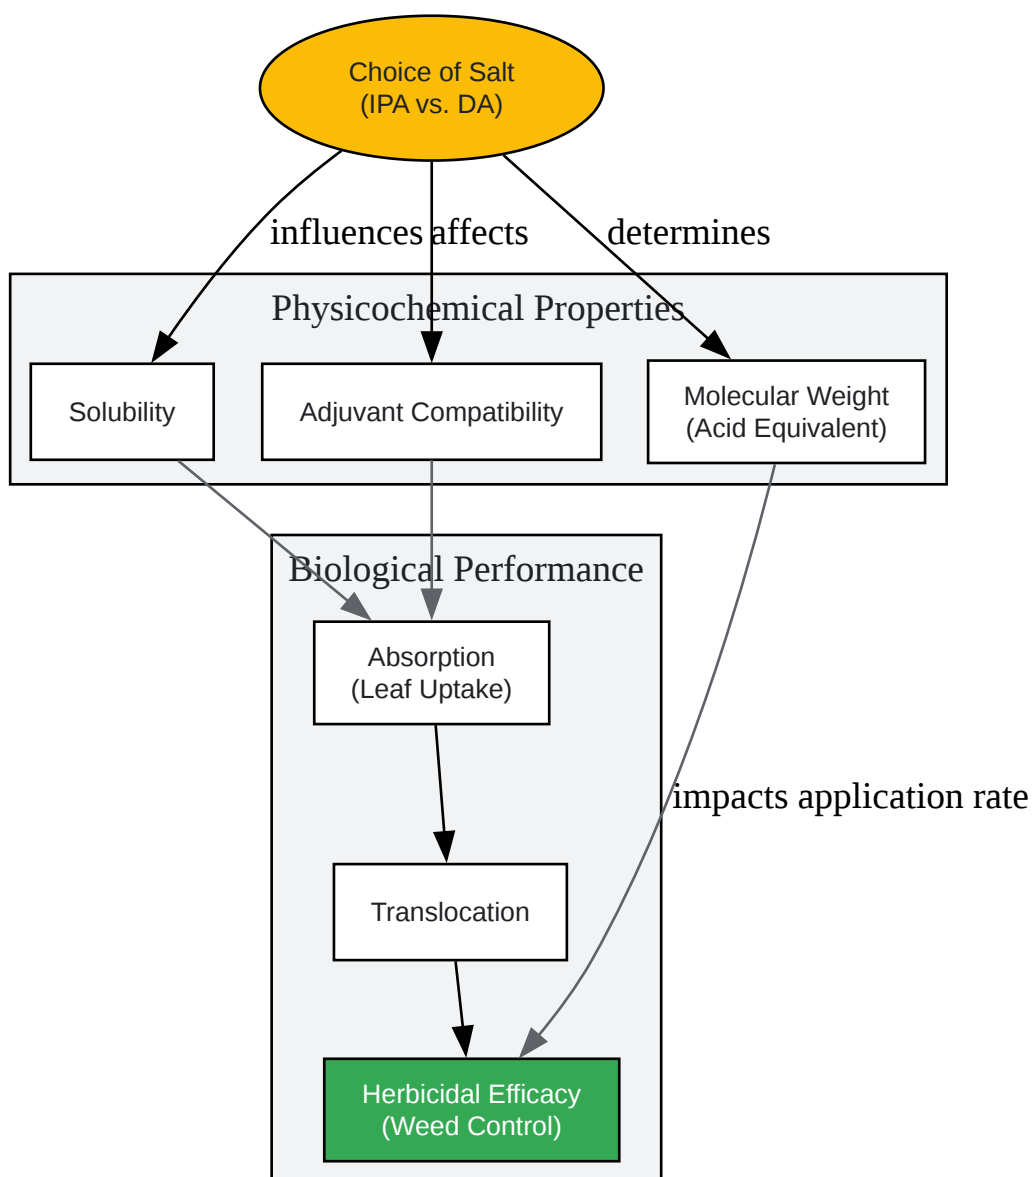 Choice of Salt
(IPA vs. DA)
influences
affects
determines
Physicochemical Properties
Solubility
Adjuvant Compatibility
Molecular Weight
(Acid Equivalent)
Biological Performance
Absorption
(Leaf Uptake)
impacts application rate
Translocation
Herbicidal Efficacy
(Weed Control)